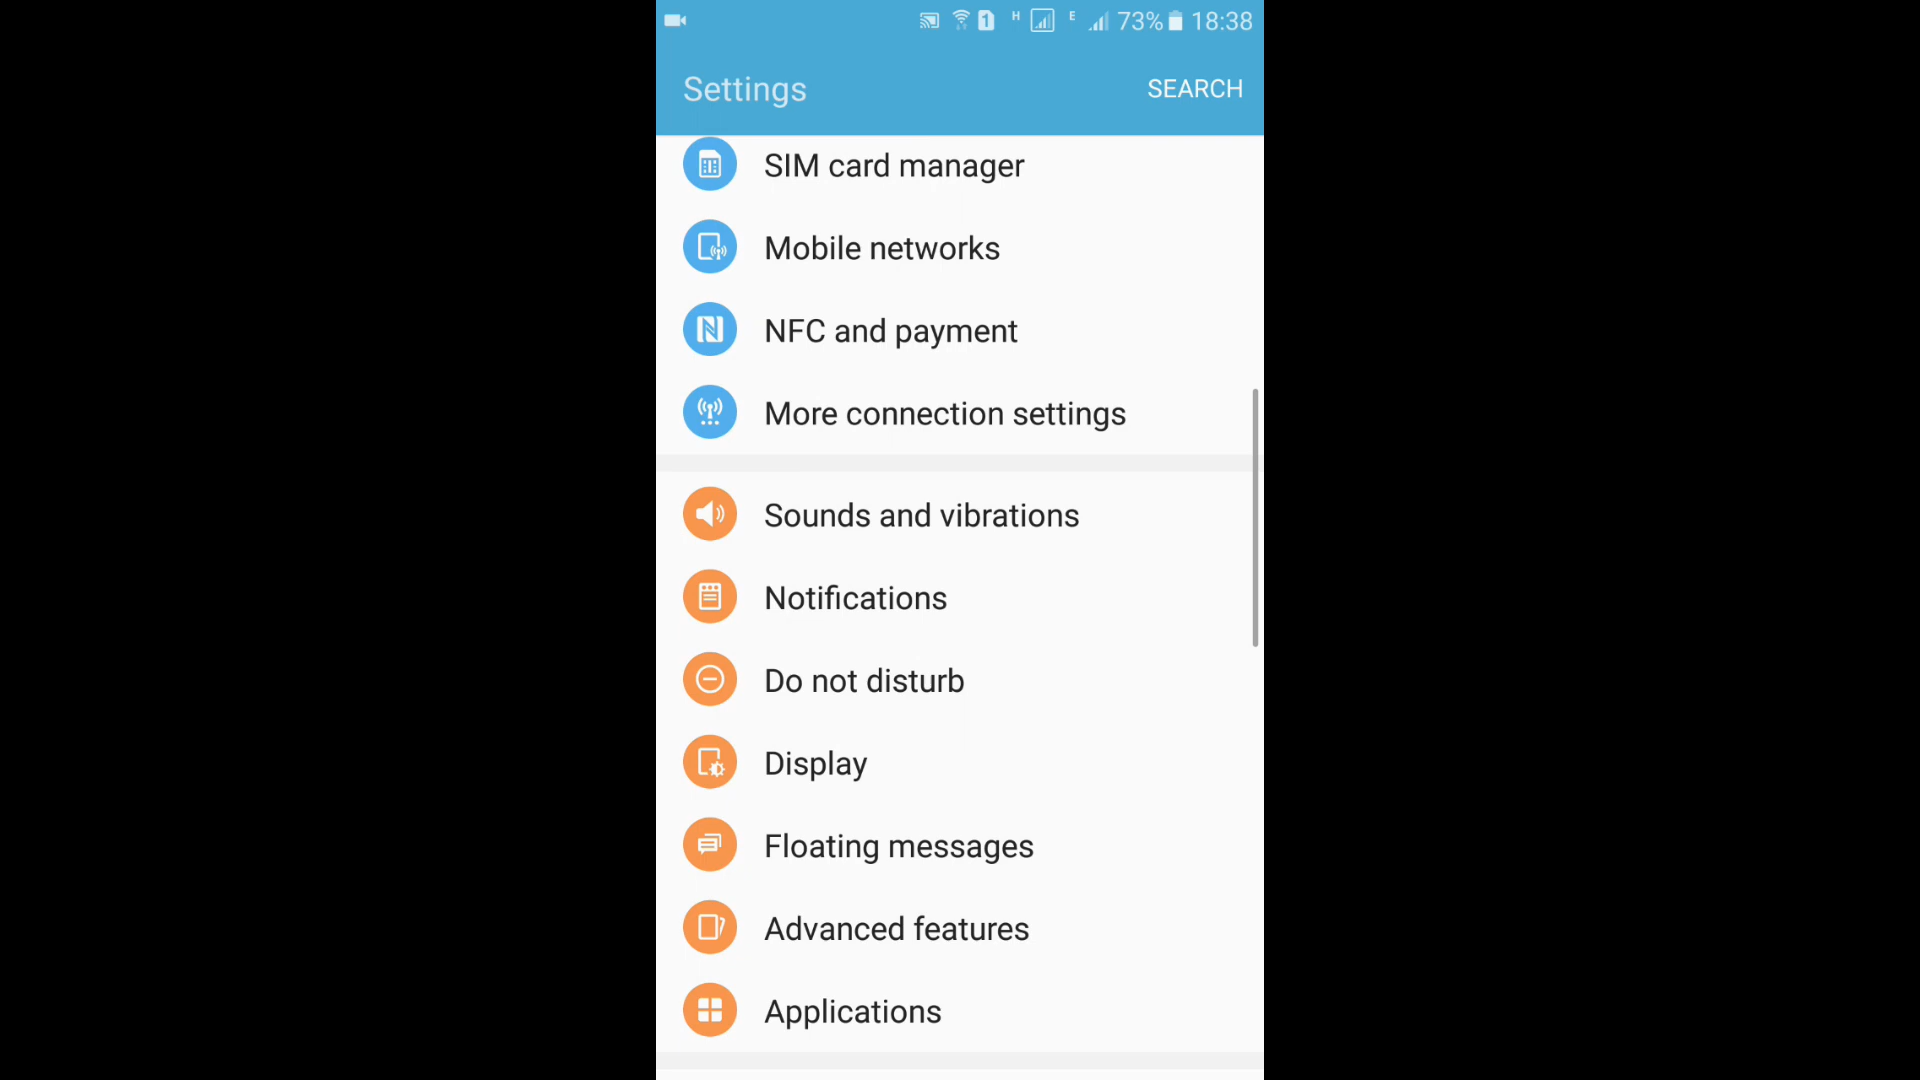 1 H E 73% 18:38
Settings SEARCH
SIM card manager
Mobile networks
NFC and payment
More connection settings
Sounds and vibrations
Notifications
Do not disturb
Display
Floating messages
Advanced features
Applications